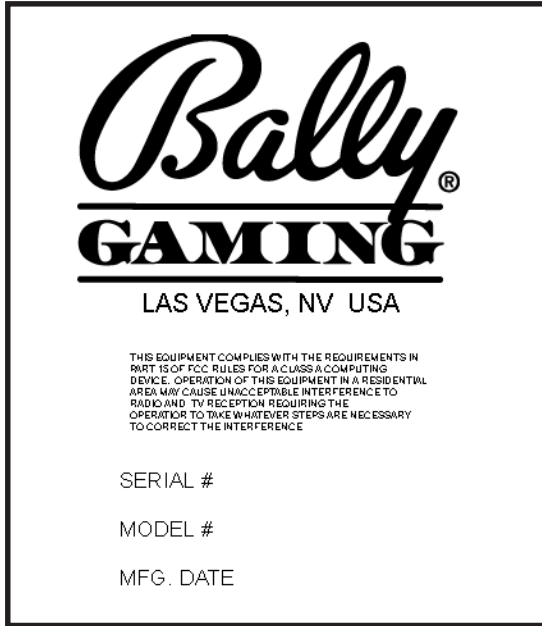 Bally®
GAMING
LAS VEGAS, NV USA
THIS EQUIPMENT COMPLIES WITH THE REQUIREMENTS IN
PART 15 OF FCC RULES FOR A CLASS A COMPUTING
DEVICE. OPERATION OF THIS EQUIPMENT IN A RESIDENTIAL
AREA MAY CAUSE UNACCEPTABLE INTERFERENCE TO
RADIO AND TV RECEPTION REQUIRING THE
OPERATIOR TO TAKE WHATEVER STEPS ARE NECESSARY
TO CORRECT THE INTERFERENCE
SERIAL #
MODEL #
MFG. DATE